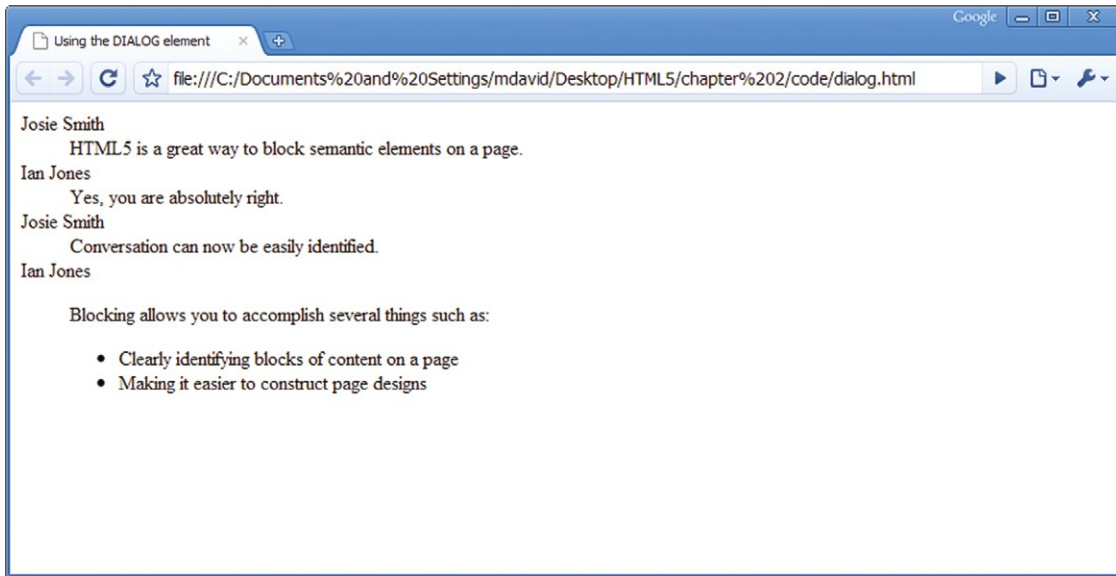 Google
Using the DIALOG element
file:///C:/Documents%20and%20Settings/mdavid/Desktop/HTML5/chapter%202/code/dialog.html
Josie Smith
HTML5 is a great way to block semantic elements on a page.
Ian Jones
Yes, you are absolutely right.
Josie Smith
Conversation can now be easily identified.
Ian Jones
Blocking allows you to accomplish several things such as:
• Clearly identifying blocks of content on a page
• Making it easier to construct page designs